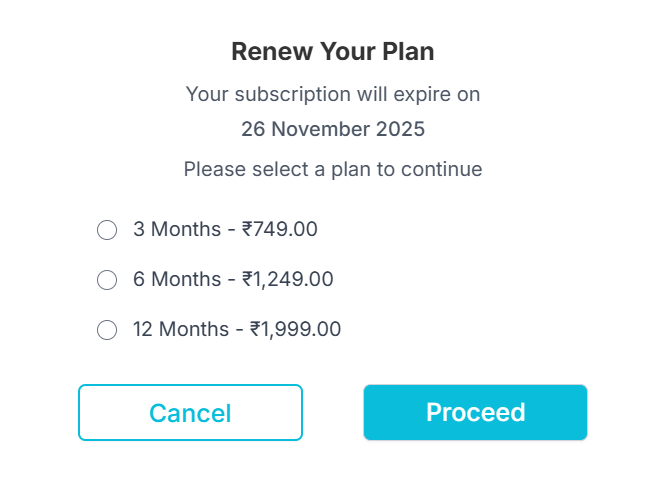 Renew Your Plan
Your subscription will expire on
26 November 2025
Please select a plan to continue
3 Months - ₹749.00
6 Months - ₹1,249.00
12 Months - ₹1,999.00
Cancel
Proceed